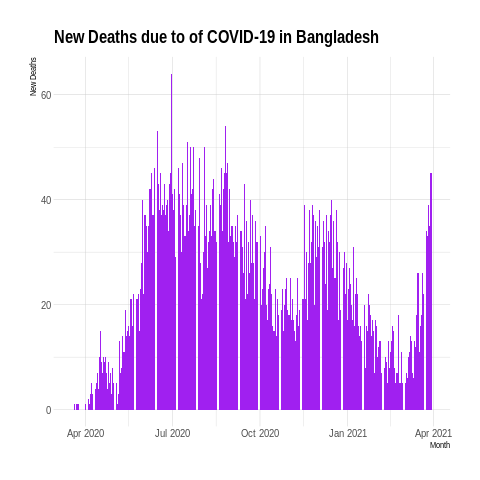 New Deaths due to of COVID-19 in Bangladesh
New Deaths
60
40
20
0
Apr 2020 Jul 2020 Oct 2020 Jan 2021 Apr 2021
Month